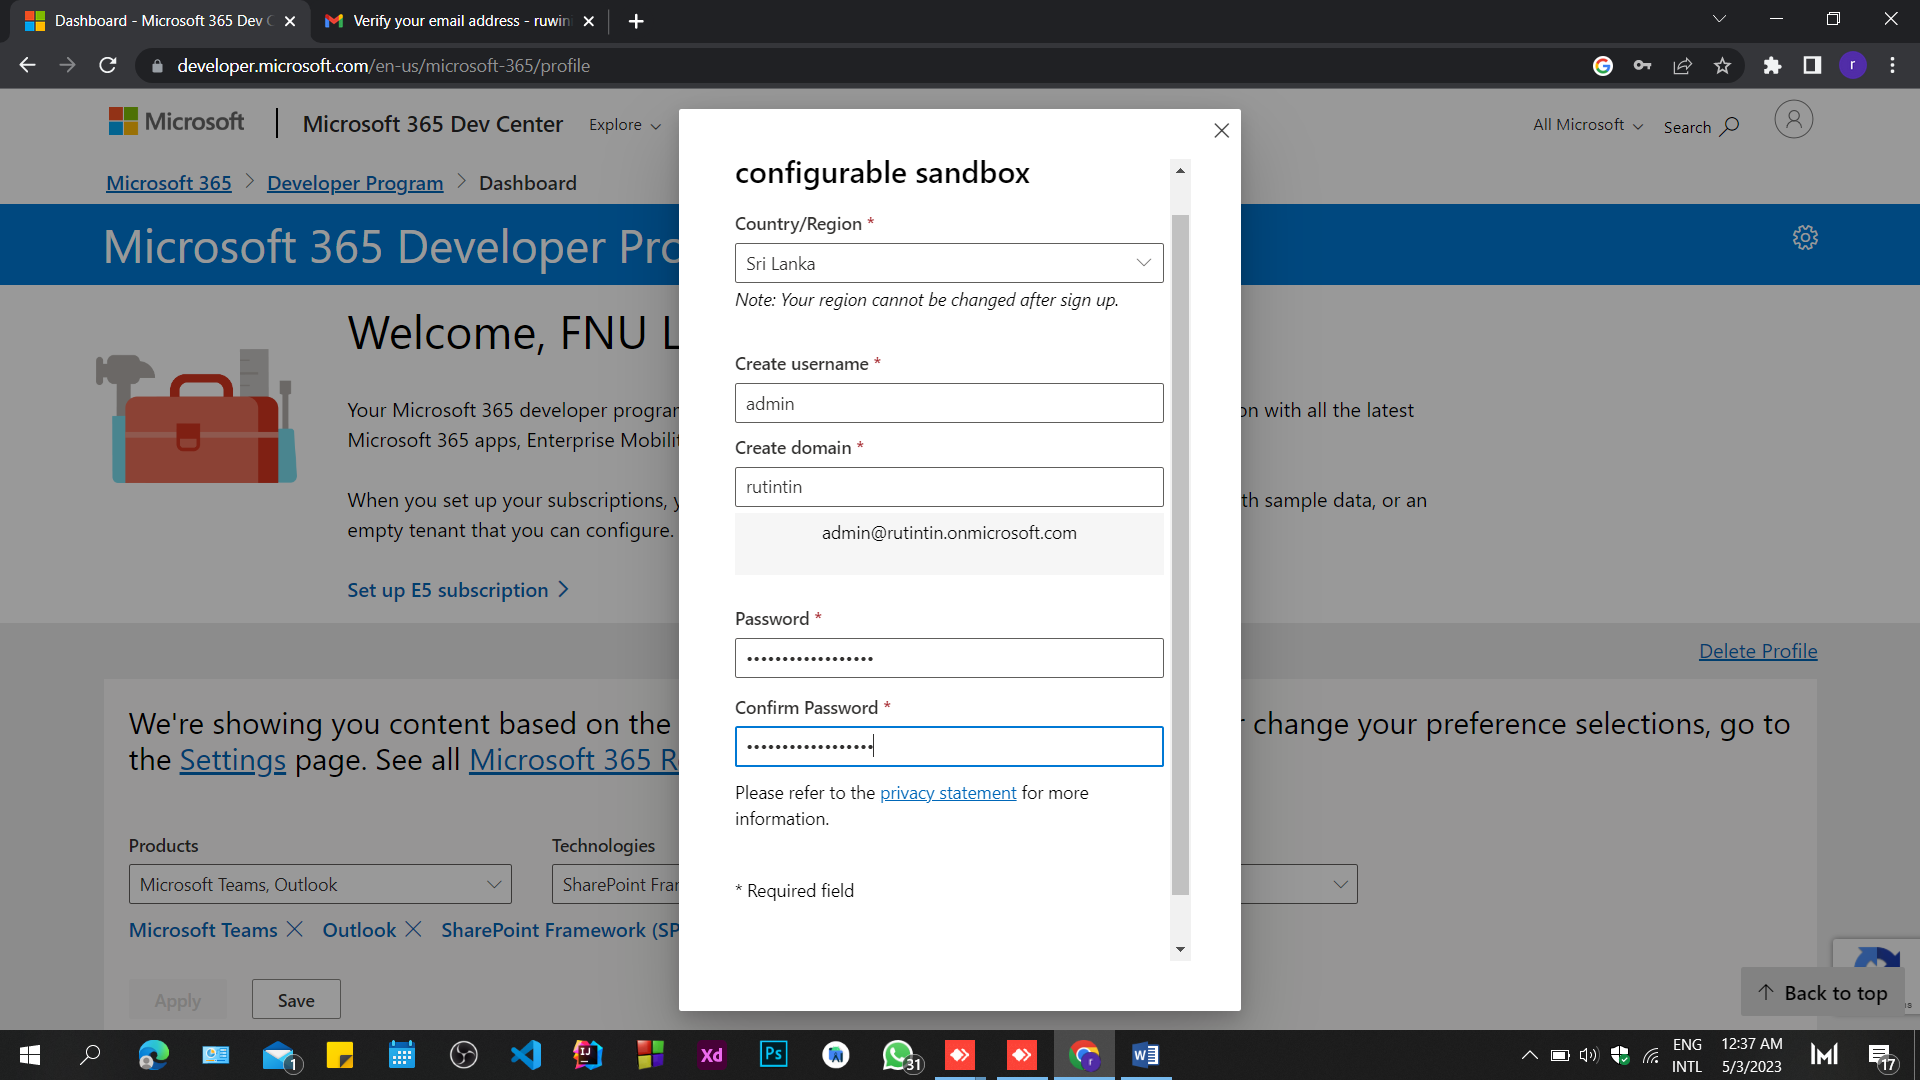 Dashboard - Microsoft 365 Dev C
Verify your email address - ruwin
developer.microsoft.com/en-us/microsoft-365/profile
r
Microsoft
Microsoft 365 Dev Center
Explore
All Microsoft
Search
Microsoft 365 > Developer Program > Dashboard
Microsoft 365 Developer Pro
Welcome, FNU L
Your Microsoft 365 developer program
on with all the latest
Microsoft 365 apps, Enterprise Mobili
When you set up your subscriptions, y
th sample data, or an
empty tenant that you can configure.
Set up E5 subscription >
Delete Profile
We're showing you content based on the
r change your preference selections, go to
the Settings page. See all Microsoft 365 R
Products
Microsoft Teams, Outlook
Technologies
SharePoint Fra
Microsoft Teams
Outlook
SharePoint Framework (SP
Apply
Save
Back to top
configurable sandbox
Country/Region *
Sri Lanka
Note: Your region cannot be changed after sign up.
Create username *
admin
Create domain *
rutintin
admin@rutintin.onmicrosoft.com
Password *
••••••••••••••••••
Confirm Password *
••••••••••••••••••
Please refer to the privacy statement for more
information.
* Required field
1
IJ
Xd
Ps
31
r
W
ENG
INTL
12:37 AM
5/3/2023
17